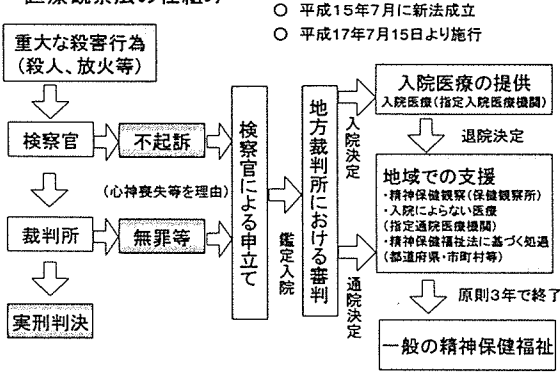 医療観察法の仕組み
○ 平成15年7月に新法成立
○ 平成17年7月15日より施行
重大な殺害行為
(殺人、放火等)
検察官
不起訴
(心神喪失等を理由)
裁判所
無罪等
実刑判決
検察官による申立て
鑑定入院
地方裁判所における審判
入院決定
通院決定
入院医療の提供
入院医療(指定入院医療機関)
退院決定
地域での支援
・精神保健観察(保健観察所)
・入院によらない医療
(指定通院医療機関)
・精神保健福祉法に基づく処遇
(都道府県・市町村等)
原則3年で終了
一般の精神保健福祉